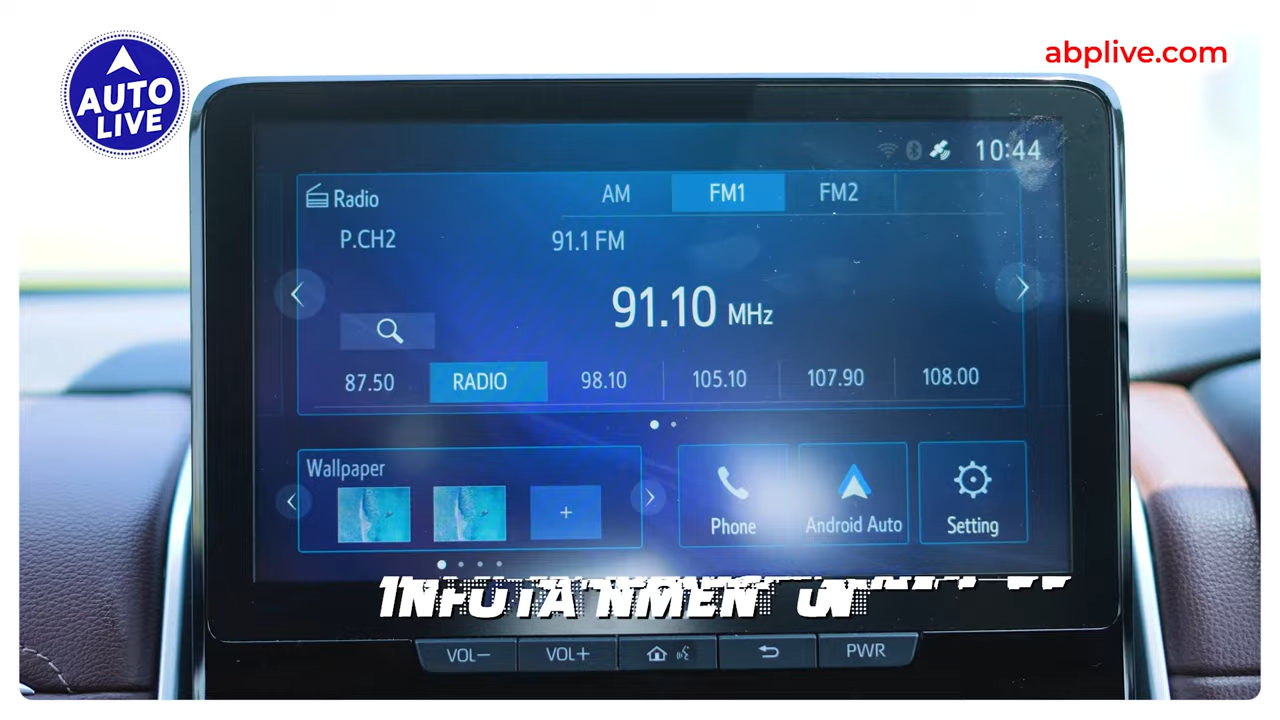 AUTO
LIVE
abplive.com
10:44
Radio
AM
FM1
FM2
P.CH2
91.1 FM
91.10 MHz
87.50
RADIO
98.10
105.10
107.90
108.00
Wallpaper
+
Phone
Android Auto
Setting
VOL−
VOL+
PWR